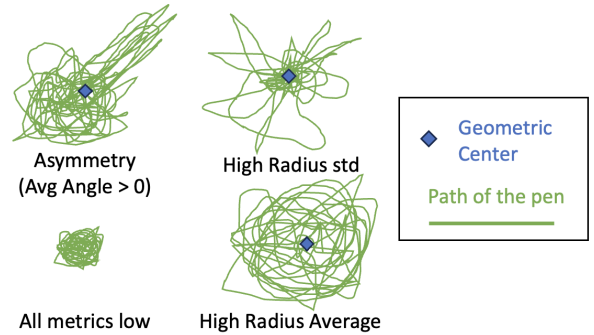 Asymmetry
(Avg Angle > 0)
High Radius std
Geometric
Center
Path of the pen
All metrics low
High Radius Average